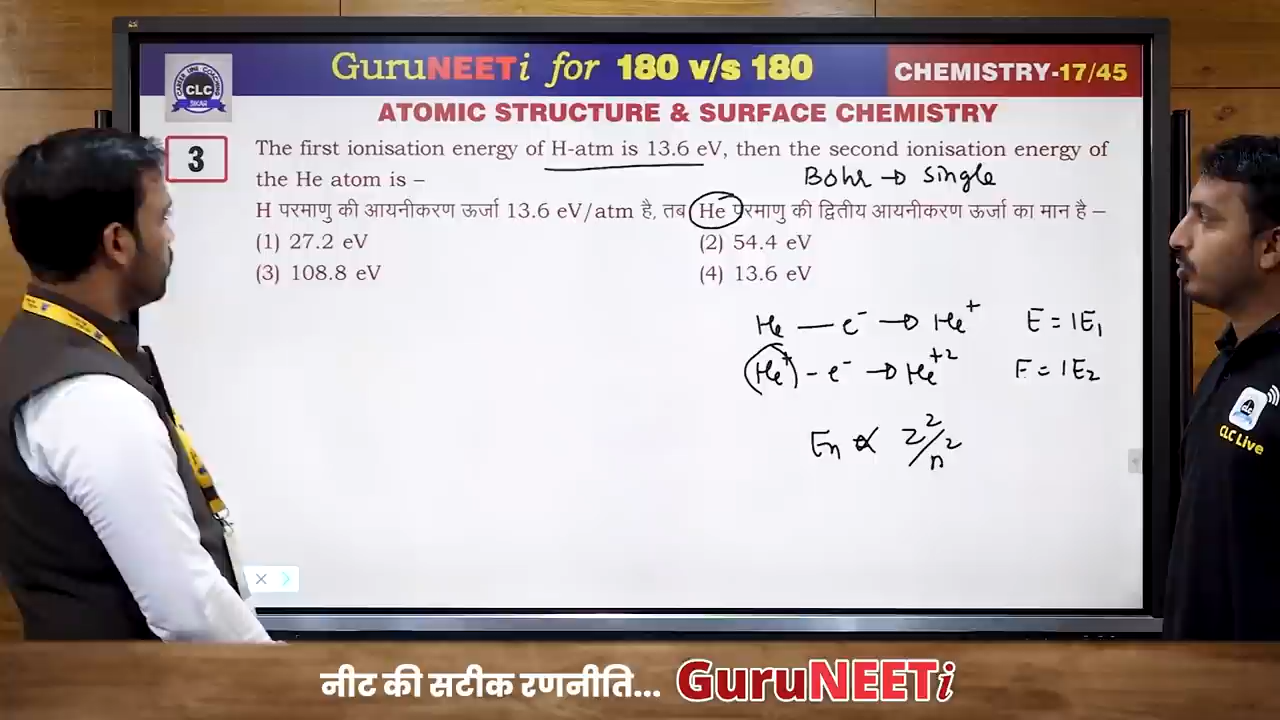 GuruNEETi for 180 v/s 180
CHEMISTRY-17/45
CLC
SIKAR
ATOMIC STRUCTURE & SURFACE CHEMISTRY
3
The first ionisation energy of H-atm is 13.6 eV, then the second ionisation energy of
the He atom is –
Bohr → single
H परमाणु की आयनीकरण ऊर्जा 13.6 eV/atm है, तब He परमाणु की द्वितीय आयनीकरण ऊर्जा का मान है –
(1) 27.2 eV
(2) 54.4 eV
(3) 108.8 eV
(4) 13.6 eV
He — e⁻ → He⁺ E = IE₁
He⁺ - e⁻ → He⁺² E = IE₂
En ∝ Z²/n²
CLC Live
नीट की सटीक रणनीति... GuruNEETi